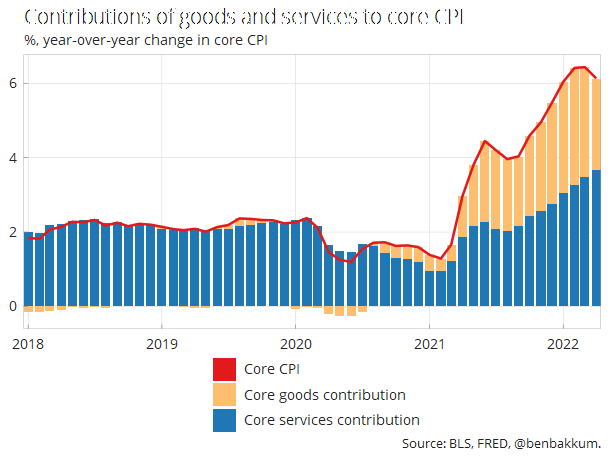 Contributions of goods and services to core CPI
%, year-over-year change in core CPI
6
4
2
0
2018 2019 2020 2021 2022
Core CPI
Core goods contribution
Core services contribution
Source: BLS, FRED, @benbakkum.